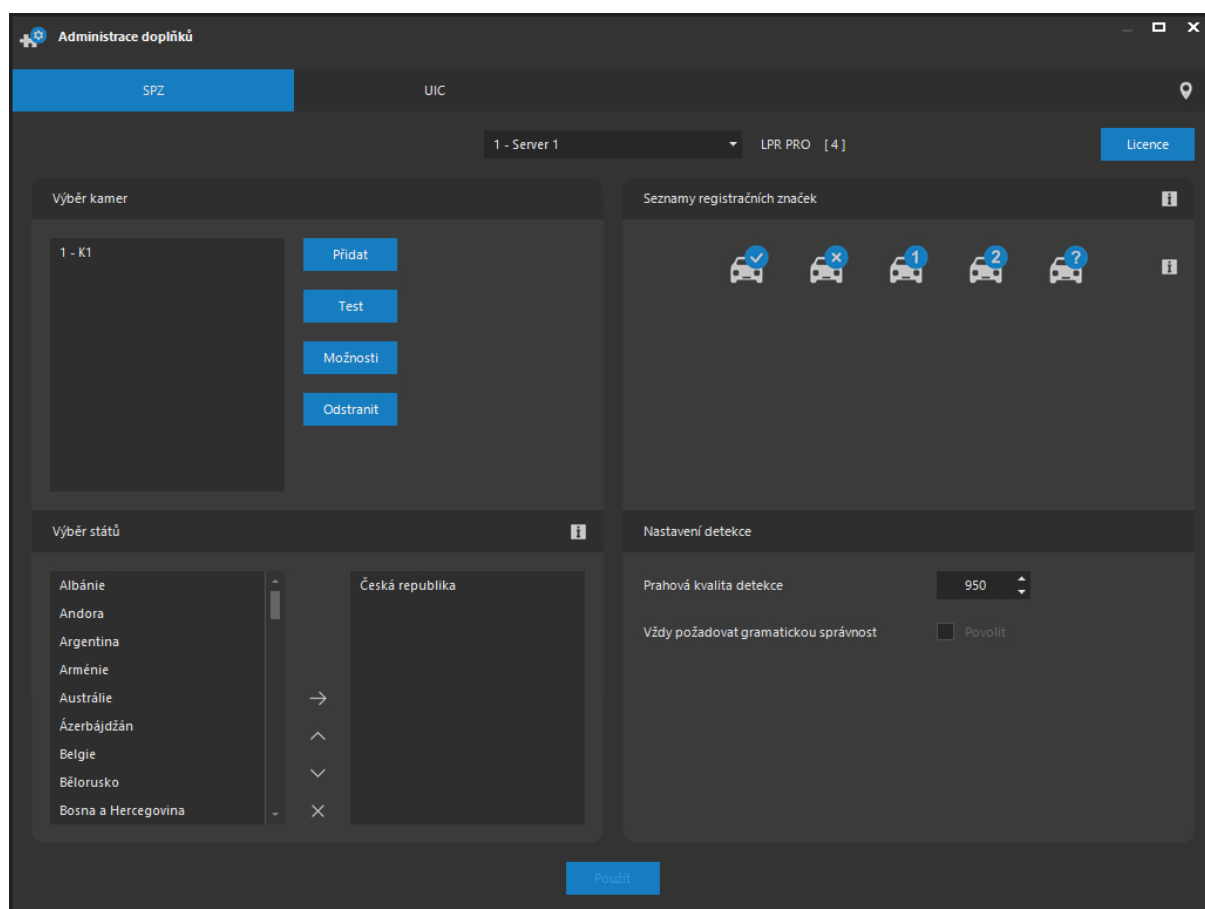 Administrace doplňků
SPZ
UIC
1 - Server 1
LPR PRO [ 4 ]
Licence
Výběr kamer
1 - K1
Přidat
Test
Možnosti
Odstranit
Seznamy registračních značek
1
2
?
Výběr států
Albánie
Andora
Argentina
Arménie
Austrálie
Ázerbájdžán
Belgie
Bělorusko
Bosna a Hercegovina
Česká republika
Nastavení detekce
Prahová kvalita detekce
950
Vždy požadovat gramatickou správnost
Povolit
Použít